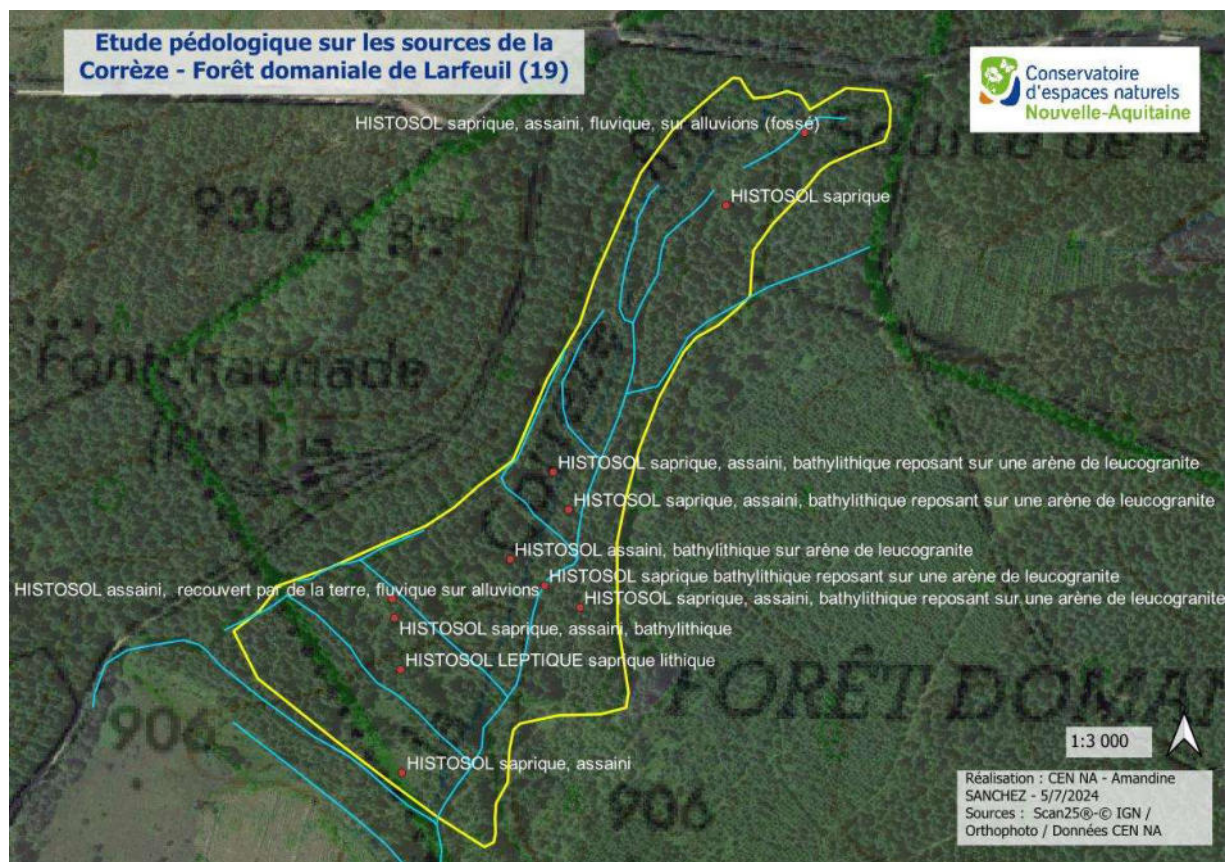 Etude pédologique sur les sources de la
Corrèze - Forêt domaniale de Larfeuil (19)
Conservatoire
d'espaces naturels
Nouvelle-Aquitaine
HISTOSOL saprique, assaini, fluvique, sur alluvions (fossé)
Source de la
HISTOSOL saprique
938
Fontchaunade
Corrèze
HISTOSOL saprique, assaini, bathylithique reposant sur une arène de leucogranite
HISTOSOL saprique, assaini, bathylithique reposant sur une arène de leucogranite
HISTOSOL assaini, bathylithique sur arène de leucogranite
HISTOSOL saprique bathylithique reposant sur une arène de leucogranite
HISTOSOL assaini, recouvert par de la terre, fluvique sur alluvions
HISTOSOL saprique, assaini, bathylithique reposant sur une arène de leucogranite
HISTOSOL saprique, assaini, bathylithique
HISTOSOL LEPTIQUE saprique lithique
FORÊT DOMA
906
1:3 000
HISTOSOL saprique, assaini
906
Réalisation : CEN NA - Amandine
SANCHEZ - 5/7/2024
Sources : Scan25®-© IGN /
Orthophoto / Données CEN NA